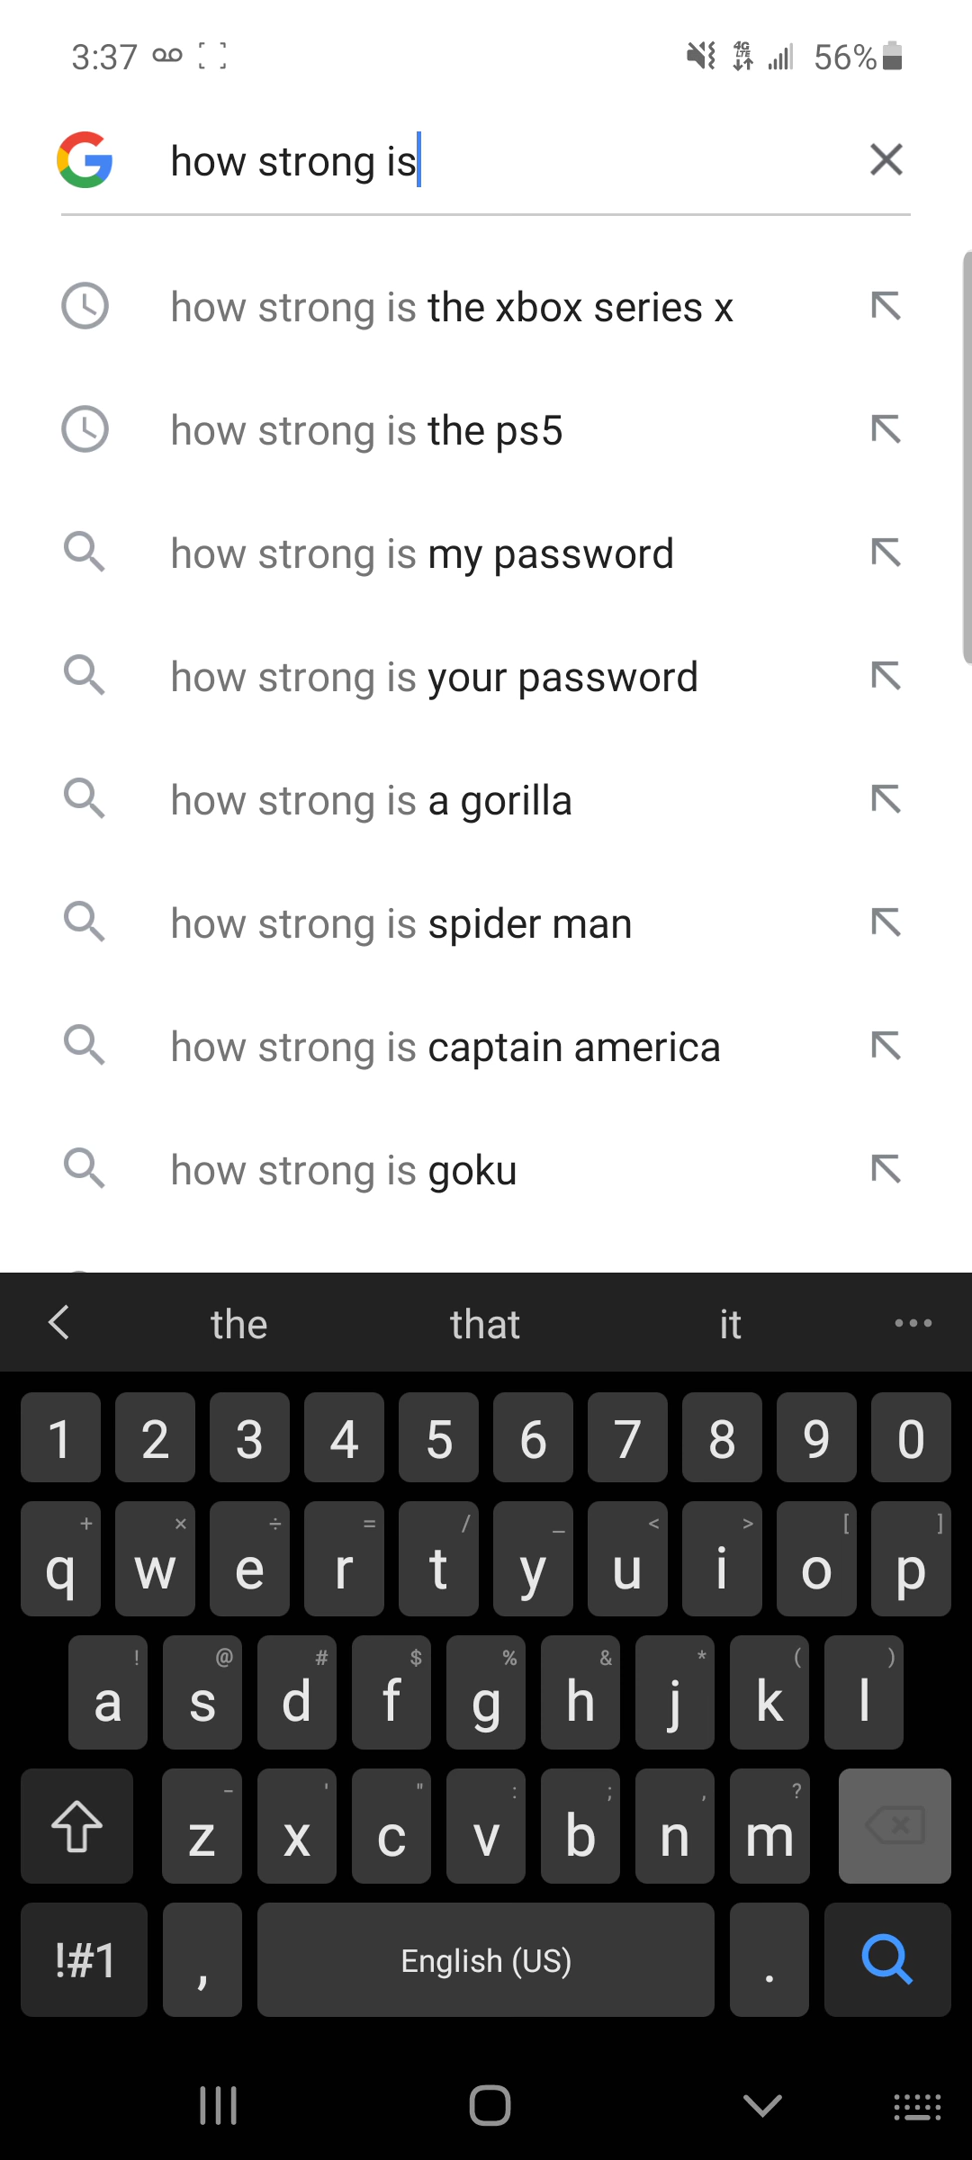 3:37 4G LTE 56%
how strong is
how strong is the xbox series x
how strong is the ps5
how strong is my password
how strong is your password
how strong is a gorilla
how strong is spider man
how strong is captain america
how strong is goku
the that it ...
1 2 3 4 5 6 7 8 9 0
+ × ÷ = / _ < > [ ]
q w e r t y u i o p
! @ # $ % & * ( )
a s d f g h j k l
- ' " : ; , ?
z x c v b n m
!#1 , English (US) .